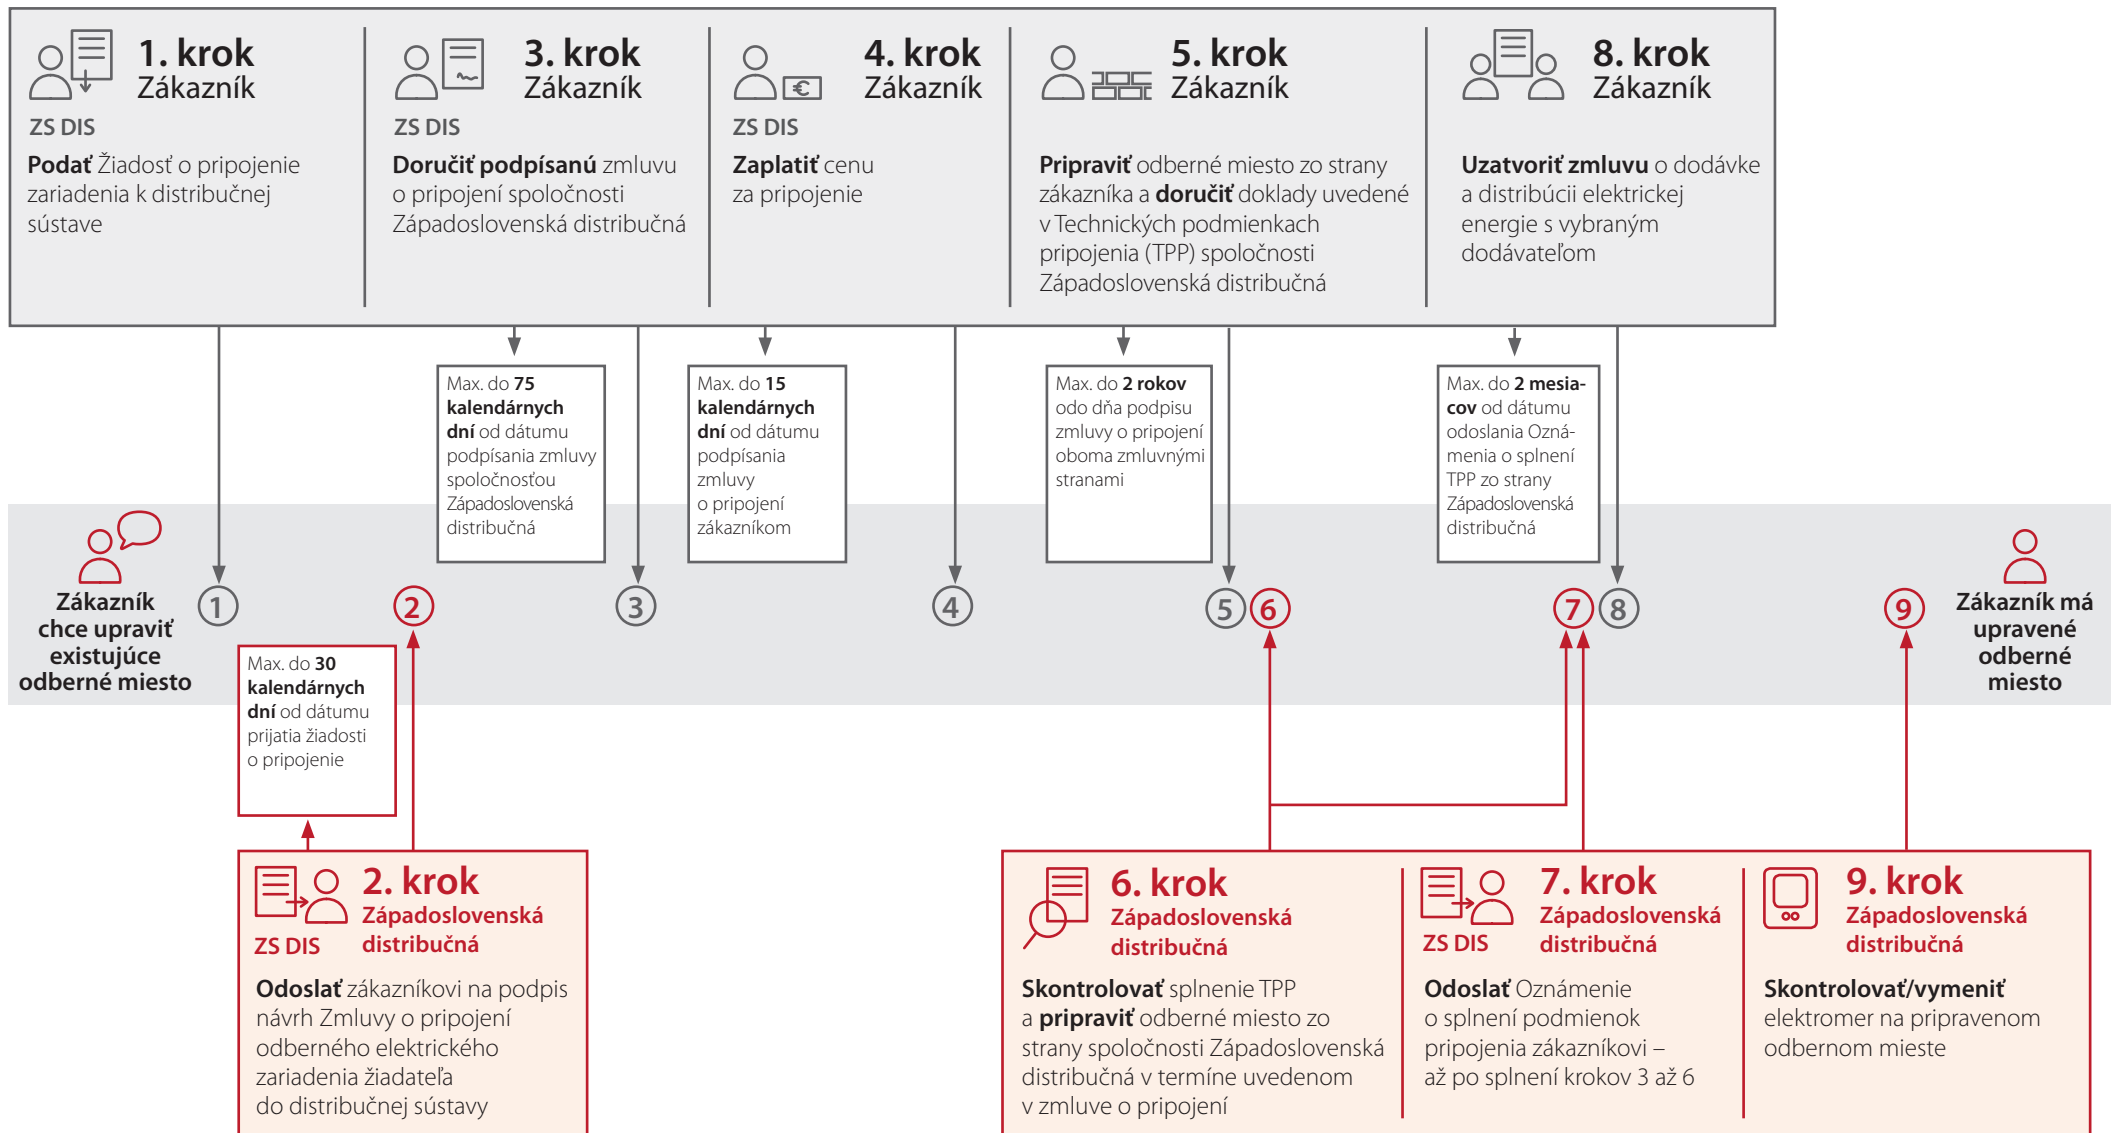 1. krok
Zákazník
ZS DIS
Podať Žiadosť o pripojenie
zariadenia k distribučnej
sústave
3. krok
Zákazník
ZS DIS
Doručiť podpísanú zmluvu
o pripojení spoločnosti
Západoslovenská distribučná
4. krok
Zákazník
€
ZS DIS
Zaplatiť cenu
za pripojenie
5. krok
Zákazník
Pripraviť odberné miesto zo strany
zákazníka a doručiť doklady uvedené
v Technických podmienkach
pripojenia (TPP) spoločnosti
Západoslovenská distribučná
8. krok
Zákazník
Uzatvoriť zmluvu o dodávke
a distribúcii elektrickej
energie s vybraným
dodávateľom
Max. do 75
kalendárnych
dní od dátumu
podpísania zmluvy
spoločnosťou
Západoslovenská
distribučná
Max. do 15
kalendárnych
dní od dátumu
podpísania
zmluvy
o pripojení
zákazníkom
Max. do 2 rokov
odo dňa podpisu
zmluvy o pripojení
oboma zmluvnými
stranami
Max. do 2 mesia-
cov od dátumu
odoslania Ozná-
menia o splnení
TPP zo strany
Západoslovenská
distribučná
Zákazník
chce upraviť
existujúce
odberné miesto
1
2
3
4
5
6
7
8
9
Zákazník má
upravené
odberné
miesto
Max. do 30
kalendárnych
dní od dátumu
prijatia žiadosti
o pripojenie
2. krok
Západoslovenská
distribučná
ZS DIS
Odoslať zákazníkovi na podpis
návrh Zmluvy o pripojení
odberného elektrického
zariadenia žiadateľa
do distribučnej sústavy
6. krok
Západoslovenská
distribučná
Skontrolovať splnenie TPP
a pripraviť odberné miesto zo
strany spoločnosti Západoslovenská
distribučná v termíne uvedenom
v zmluve o pripojení
7. krok
Západoslovenská
distribučná
ZS DIS
Odoslať Oznámenie
o splnení podmienok
pripojenia zákazníkovi –
až po splnení krokov 3 až 6
9. krok
Západoslovenská
distribučná
Skontrolovať/vymeniť
elektromer na pripravenom
odbernom mieste